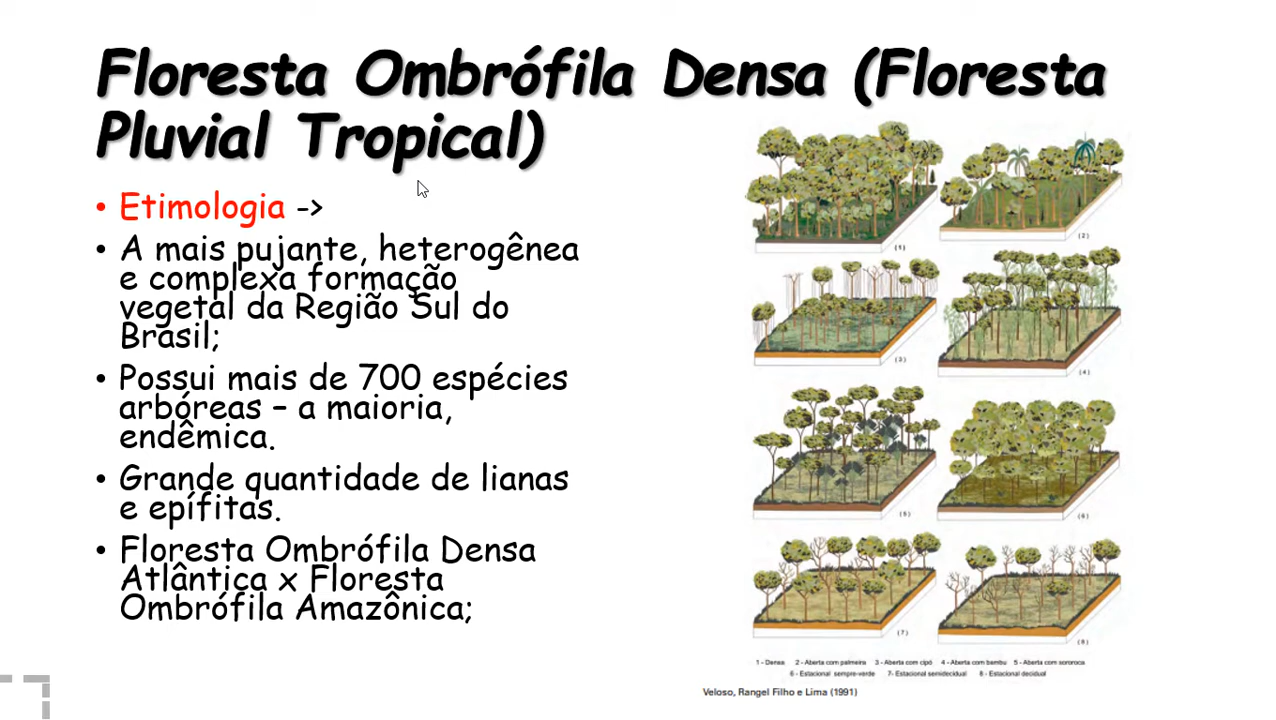 Floresta Ombrófila Densa (Floresta
Pluvial Tropical)
• Etimologia ->
• A mais pujante, heterogênea
e complexa formação
vegetal da Região Sul do
Brasil;
• Possui mais de 700 espécies
arbóreas – a maioria,
endêmica.
• Grande quantidade de lianas
e epífitas.
• Floresta Ombrófila Densa
Atlântica x Floresta
Ombrófila Amazônica;
(1)
(2)
(3)
(4)
(5)
(6)
(7)
(8)
1 - Densa 2 - Aberta com palmeira 3 - Aberta com cipó 4 - Aberta com bambu 5 - Aberta com sororoca
6 - Estacional sempre-verde 7- Estacional semidecidual 8 - Estacional decidual
Veloso, Rangel Filho e Lima (1991)